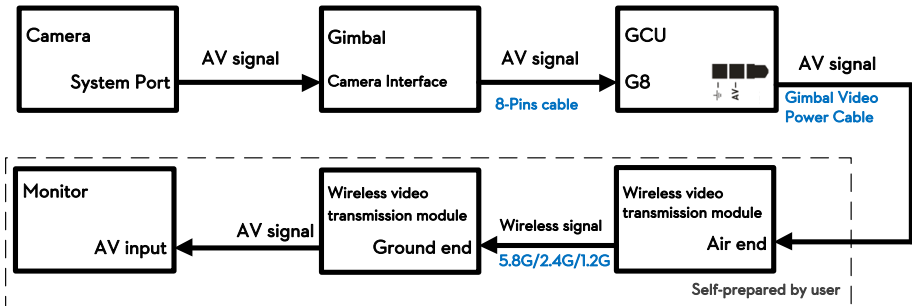 Camera
System Port
AV signal
Gimbal
Camera Interface
AV signal
8-Pins cable
GCU
G8
AV
AV signal
Gimbal Video
Power Cable
Monitor
AV input
AV signal
Wireless video
transmission module
Ground end
Wireless signal
5.8G/2.4G/1.2G
Wireless video
transmission module
Air end
Self-prepared by user